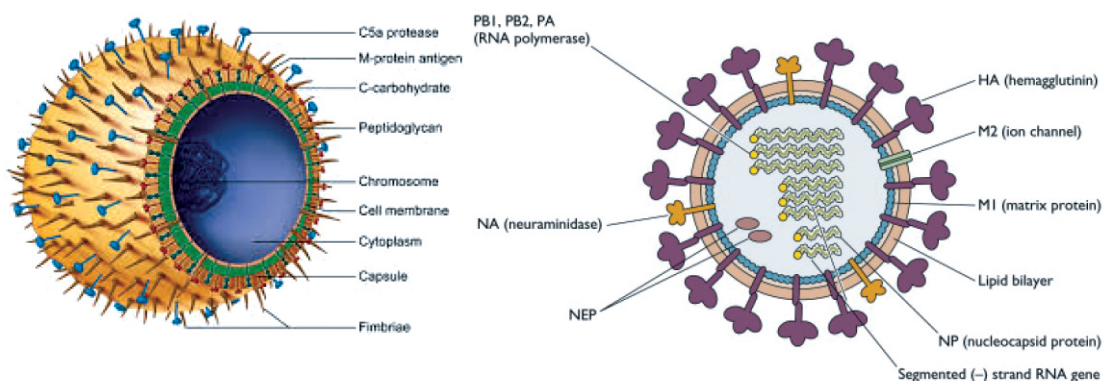 C5a protease
M-protein antigen
C-carbohydrate
Peptidoglycan
Chromosome
Cell membrane
Cytoplasm
Capsule
Fimbriae
PB1, PB2, PA
(RNA polymerase)
HA (hemagglutinin)
M2 (ion channel)
M1 (matrix protein)
NA (neuraminidase)
Lipid bilayer
NEP
NP (nucleocapsid protein)
Segmented (–) strand RNA gene